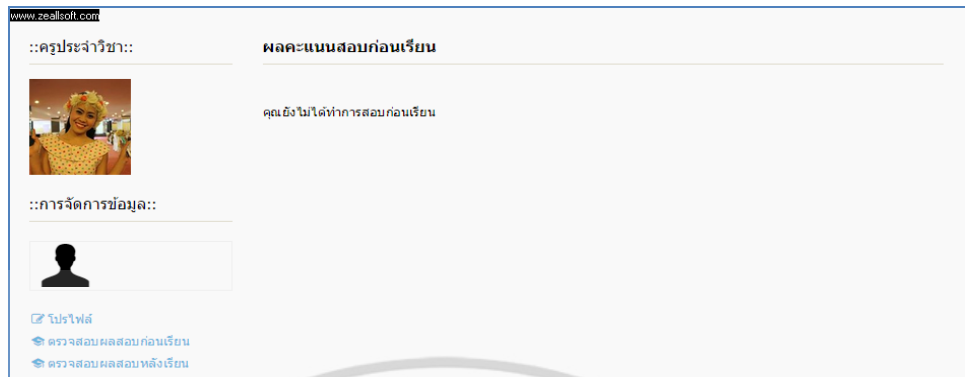 www.zeallsoft.com
::ครูประจำวิชา::
ผลคะแนนสอบก่อนเรียน
คุณยังไม่ได้ทำการสอบก่อนเรียน
::การจัดการข้อมูล::
โปรไฟล์
ตรวจสอบผลสอบก่อนเรียน
ตรวจสอบผลสอบหลังเรียน